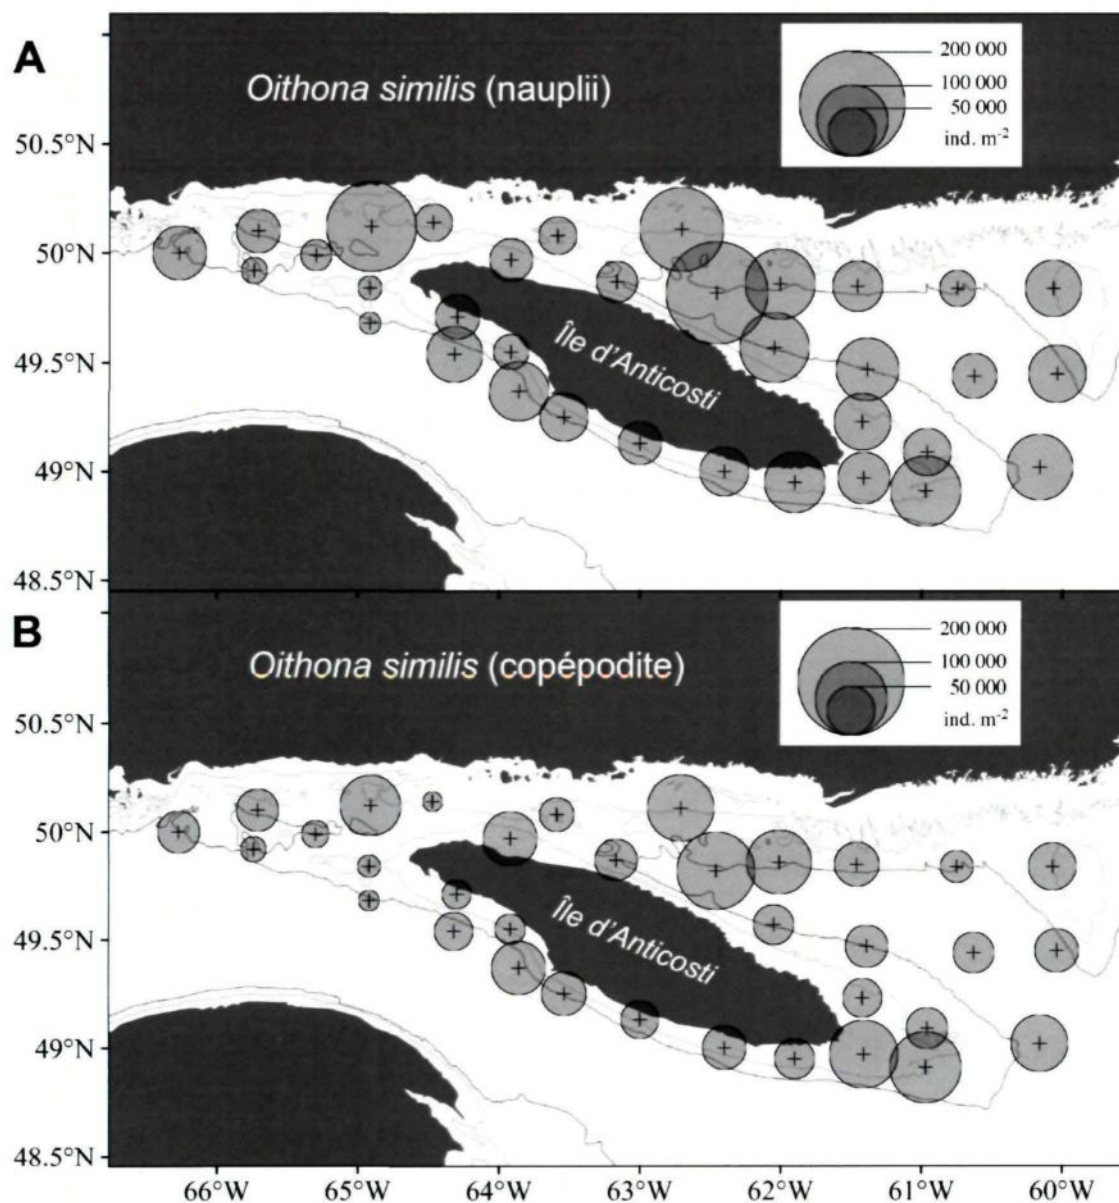 A
Oithona similis (nauplii)
200 000
100 000
50 000
ind. m⁻²
50.5°N
50°N
49.5°N
49°N
48.5°N
Île d'Anticosti
B
Oithona similis (copépodite)
200 000
100 000
50 000
ind. m⁻²
50.5°N
50°N
49.5°N
49°N
48.5°N
Île d'Anticosti
66°W 65°W 64°W 63°W 62°W 61°W 60°W